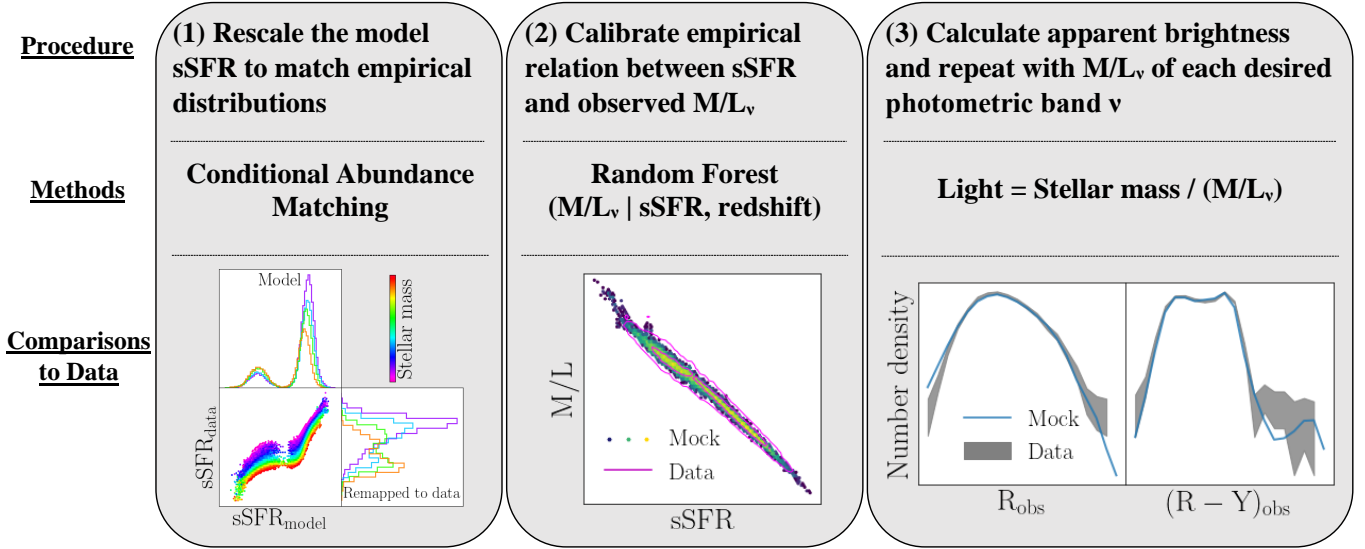 Procedure
(1) Rescale the model
sSFR to match empirical
distributions
(2) Calibrate empirical
relation between sSFR
and observed M/Lᵥ
(3) Calculate apparent brightness
and repeat with M/Lᵥ of each desired
photometric band ν
Methods
Conditional Abundance
Matching
Random Forest
(M/Lᵥ | sSFR, redshift)
Light = Stellar mass / (M/Lᵥ)
Comparisons
to Data
Model
Stellar mass
sSFR_data
Remapped to data
sSFR_model
M/L
Mock
Data
sSFR
Number density
Mock
Data
R_obs
(R − Y)_obs